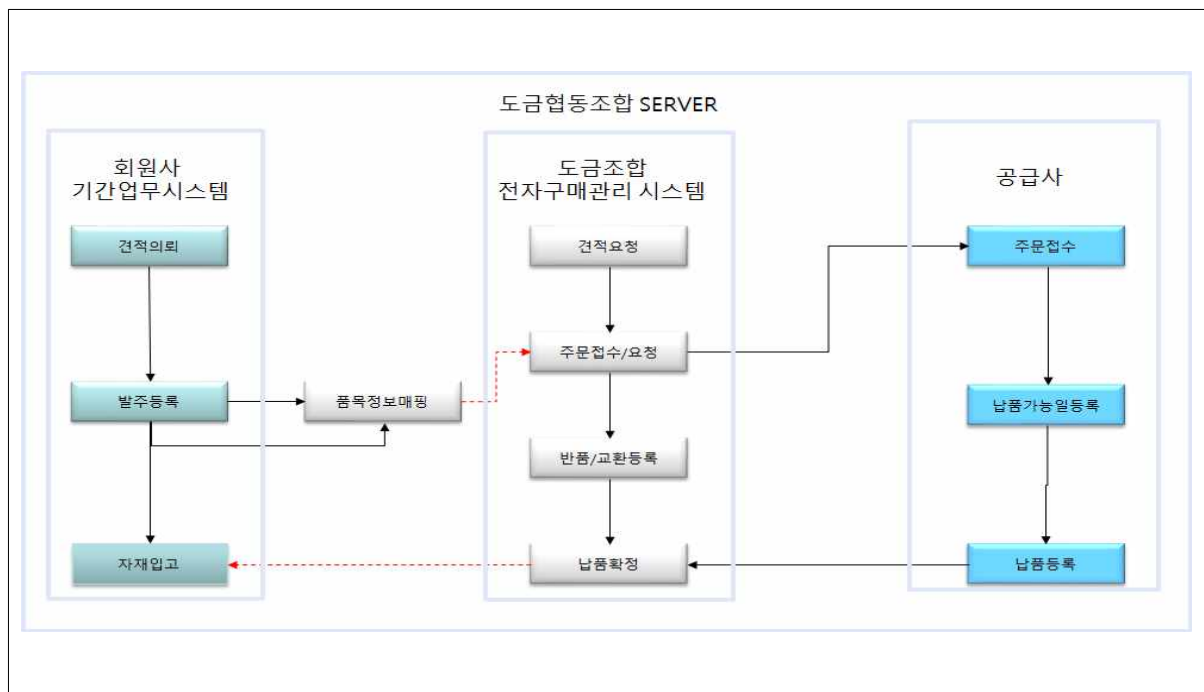 도금협동조합 SERVER
회원사
기간업무시스템
견적의뢰
발주등록
자재입고
품목정보매핑
도금조합
전자구매관리 시스템
견적요청
주문접수/요청
반품/교환등록
납품확정
공급사
주문접수
납품가능일등록
납품등록